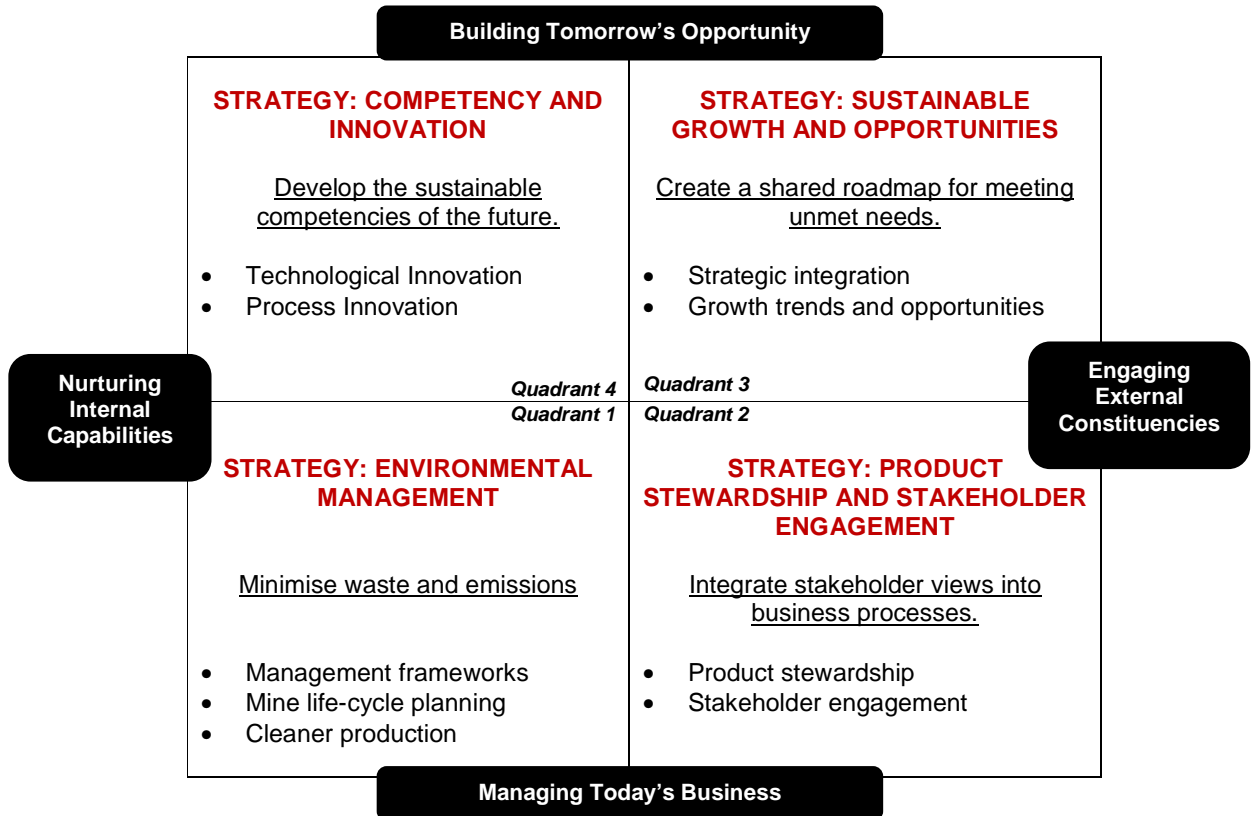 Building Tomorrow’s Opportunity
STRATEGY: COMPETENCY AND
INNOVATION
Develop the sustainable
competencies of the future.
• Technological Innovation
• Process Innovation
Quadrant 4
STRATEGY: SUSTAINABLE
GROWTH AND OPPORTUNITIES
Create a shared roadmap for meeting
unmet needs.
• Strategic integration
• Growth trends and opportunities
Quadrant 3
Nurturing
Internal
Capabilities
Engaging
External
Constituencies
Quadrant 1
STRATEGY: ENVIRONMENTAL
MANAGEMENT
Minimise waste and emissions
• Management frameworks
• Mine life-cycle planning
• Cleaner production
Quadrant 2
STRATEGY: PRODUCT
STEWARDSHIP AND STAKEHOLDER
ENGAGEMENT
Integrate stakeholder views into
business processes.
• Product stewardship
• Stakeholder engagement
Managing Today’s Business